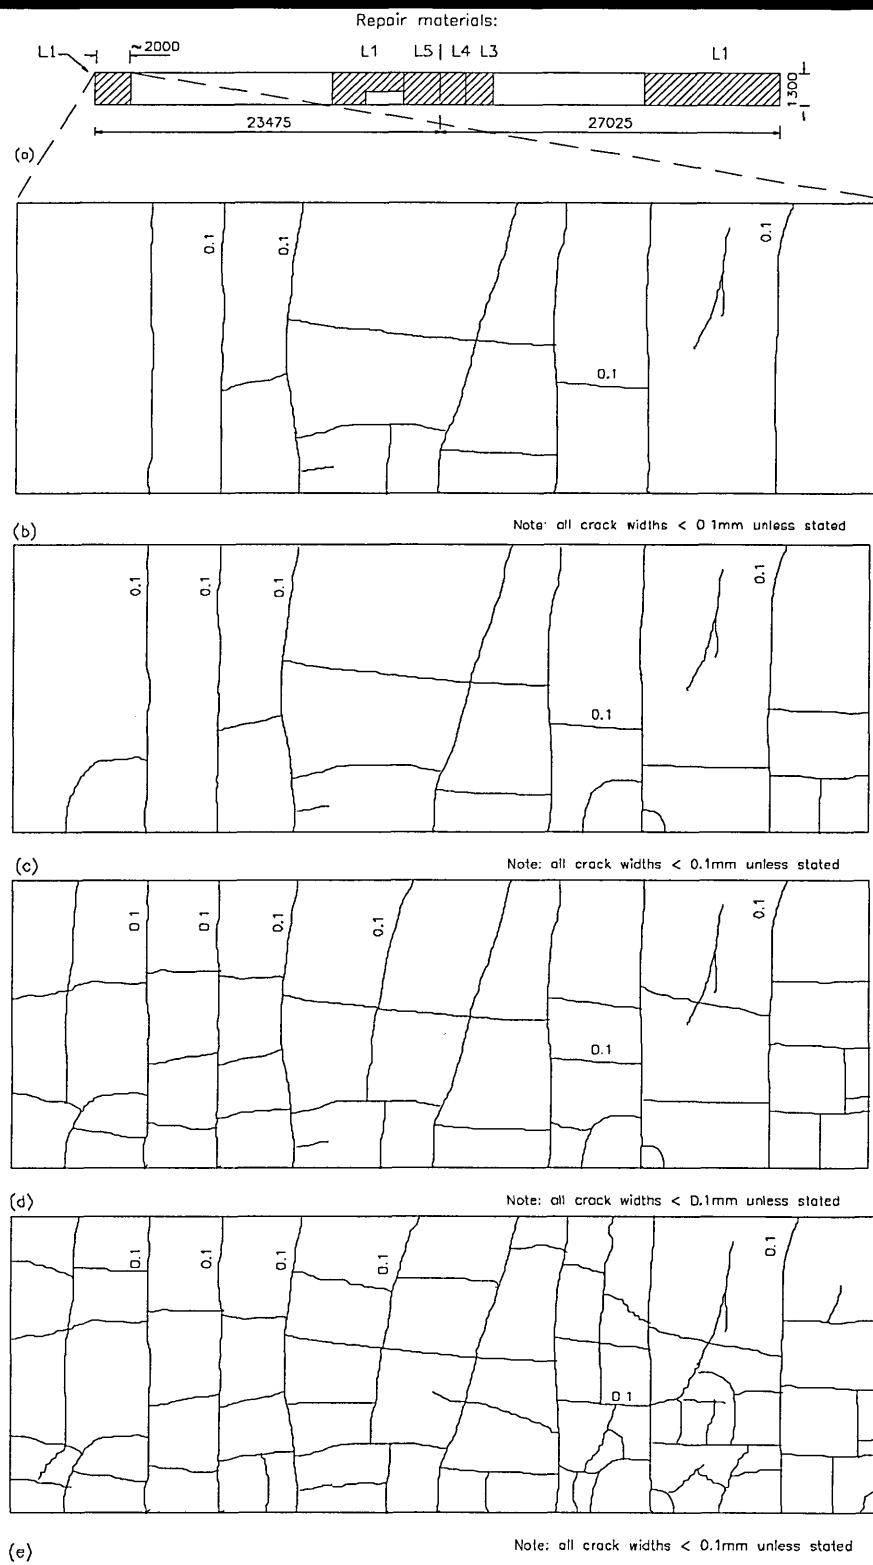 Repair materials:
L1 ~2000 L1 L5 L4 L3 L1
1300
23475 27025
(a)
0.1 0.1 0.1
0.1
(b) Note: all crack widths < 0.1mm unless stated
0.1 0.1 0.1 0.1
0.1
(c) Note: all crack widths < 0.1mm unless stated
0.1 0.1 0.1 0.1 0.1
0.1
(d) Note: all crack widths < 0.1mm unless stated
0.1 0.1 0.1 0.1 0.1
0.1
(e) Note: all crack widths < 0.1mm unless stated